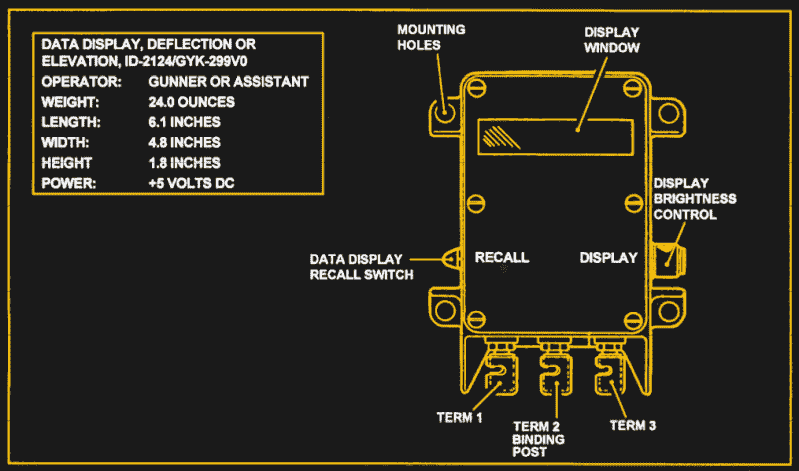 DATA DISPLAY, DEFLECTION OR
ELEVATION, ID-2124/GYK-299V0
OPERATOR: GUNNER OR ASSISTANT
WEIGHT: 24.0 OUNCES
LENGTH: 6.1 INCHES
WIDTH: 4.8 INCHES
HEIGHT 1.8 INCHES
POWER: +5 VOLTS DC
MOUNTING
HOLES
DISPLAY
WINDOW
DISPLAY
BRIGHTNESS
CONTROL
DATA DISPLAY
RECALL SWITCH
RECALL
DISPLAY
TERM 1
TERM 2
BINDING
POST
TERM 3